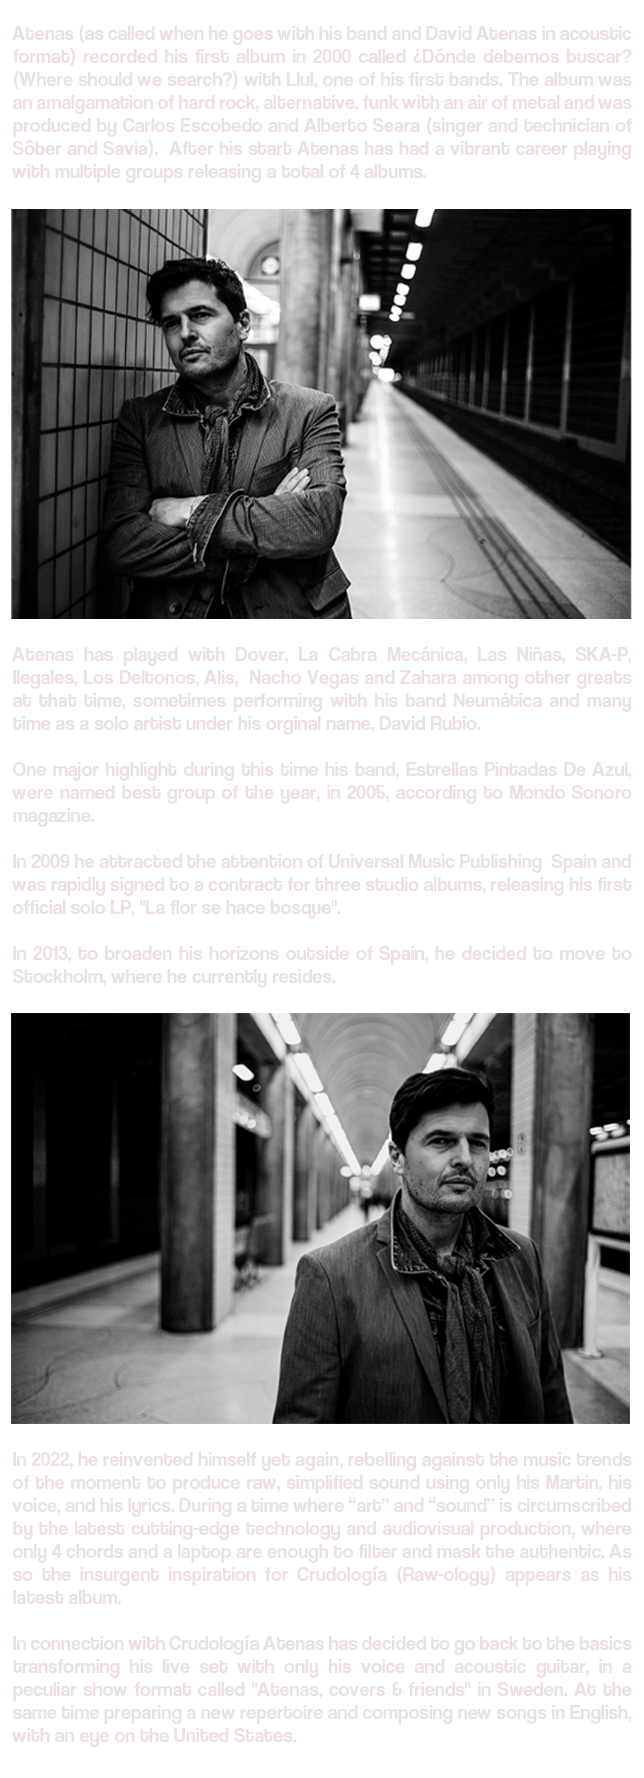 Atenas (as called when he goes with his band and David Atenas in acoustic
format) recorded his first album in 2000 called ¿Dónde debemos buscar?
(Where should we search?) with Llul, one of his first bands. The album was
an amalgamation of hard rock, alternative, funk with an air of metal and was
produced by Carlos Escobedo and Alberto Seara (singer and technician of
Sôber and Savia).  After his start Atenas has had a vibrant career playing
with multiple groups releasing a total of 4 albums.
Atenas has played with Dover, La Cabra Mecánica, Las Niñas, SKA-P,
Ilegales, Los Deltonos, Alis,  Nacho Vegas and Zahara among other greats
at that time, sometimes performing with his band Neumática and many
time as a solo artist under his orginal name, David Rubio.
One major highlight during this time his band, Estrellas Pintadas De Azul,
were named best group of the year, in 2005, according to Mondo Sonoro
magazine.
In 2009 he attracted the attention of Universal Music Publishing  Spain and
was rapidly signed to a contract for three studio albums, releasing his first
official solo LP, "La flor se hace bosque".
In 2013, to broaden his horizons outside of Spain, he decided to move to
Stockholm, where he currently resides.
In 2022, he reinvented himself yet again, rebelling against the music trends
of the moment to produce raw, simplified sound using only his Martin, his
voice, and his lyrics. During a time where “art” and “sound” is circumscribed
by the latest cutting-edge technology and audiovisual production, where
only 4 chords and a laptop are enough to filter and mask the authentic. As
so the insurgent inspiration for Crudología (Raw-ology) appears as his
latest album.
In connection with Crudología Atenas has decided to go back to the basics
transforming his live set with only his voice and acoustic guitar, in a
peculiar show format called "Atenas, covers & friends" in Sweden. At the
same time preparing a new repertoire and composing new songs in English,
with an eye on the United States.